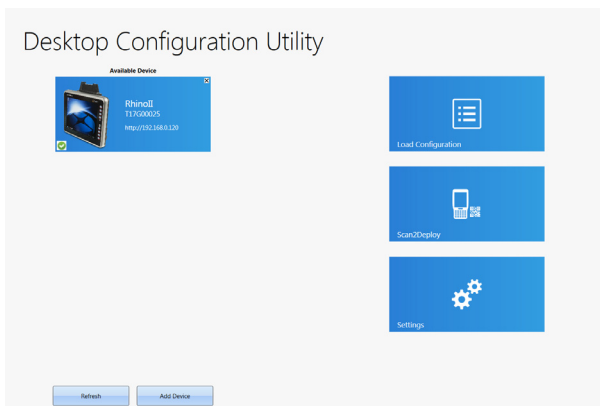 Desktop Configuration Utility
Available Device
RhinoII
T17G00025
http://192.168.0.120
Load Configuration
Scan2Deploy
Settings
Refresh
Add Device